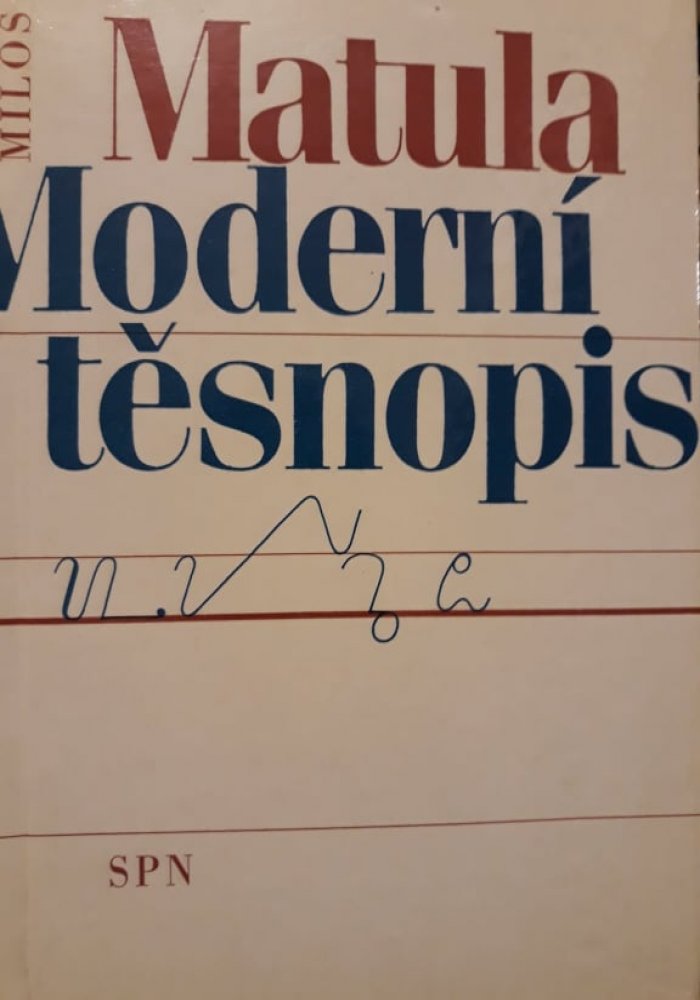 MILOŠ
Matula
Moderní
těsnopis
SPN